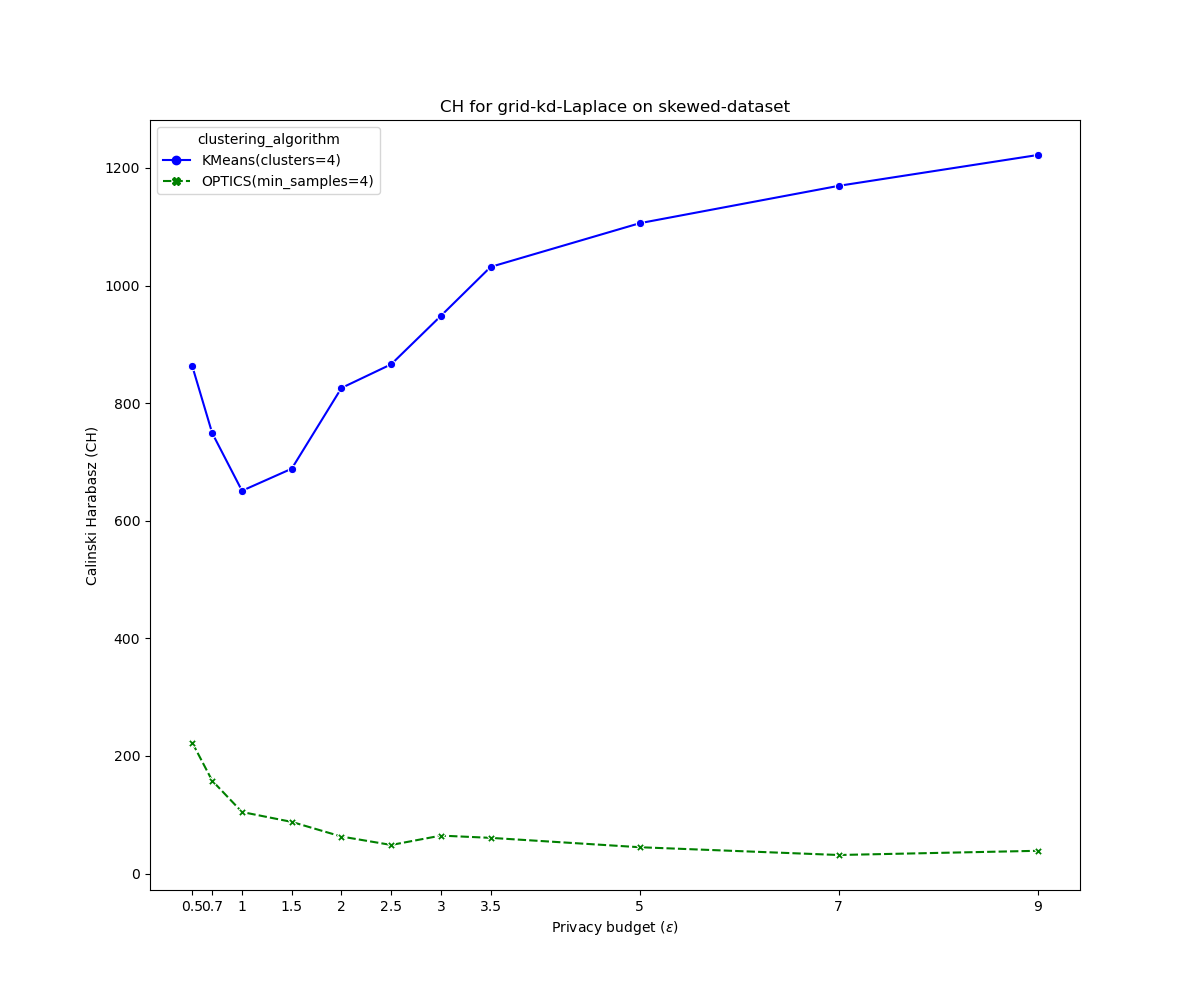 CH for grid-kd-Laplace on skewed-dataset
clustering_algorithm
KMeans(clusters=4)
OPTICS(min_samples=4)
Calinski Harabasz (CH)
1200
1000
800
600
400
200
0
0.5 0.7 1 1.5 2 2.5 3 3.5 5 7 9
Privacy budget (ε)